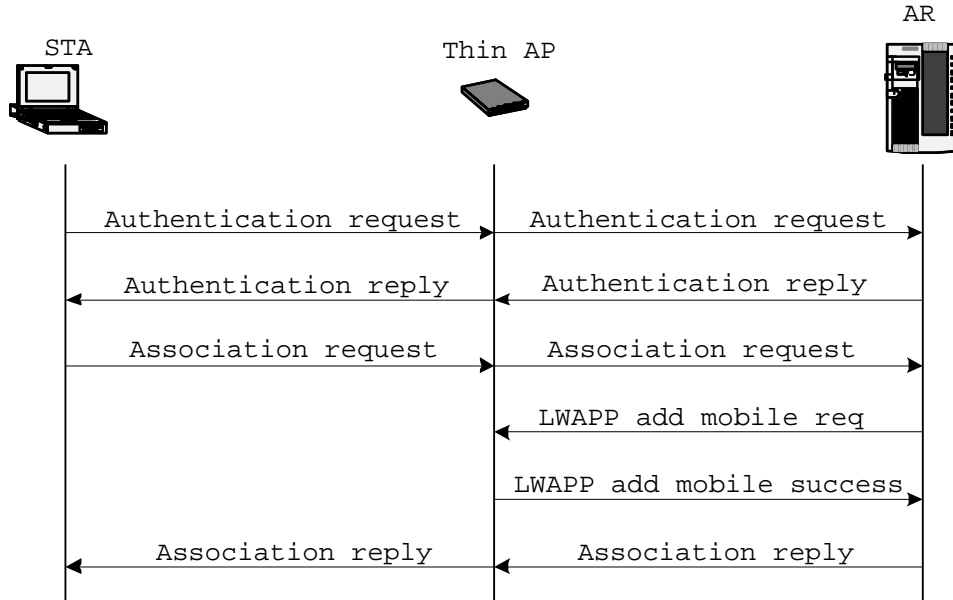 AR
STA
Thin AP
Authentication request
Authentication request
Authentication reply
Authentication reply
Association request
Association request
LWAPP add mobile req
LWAPP add mobile success
Association reply
Association reply